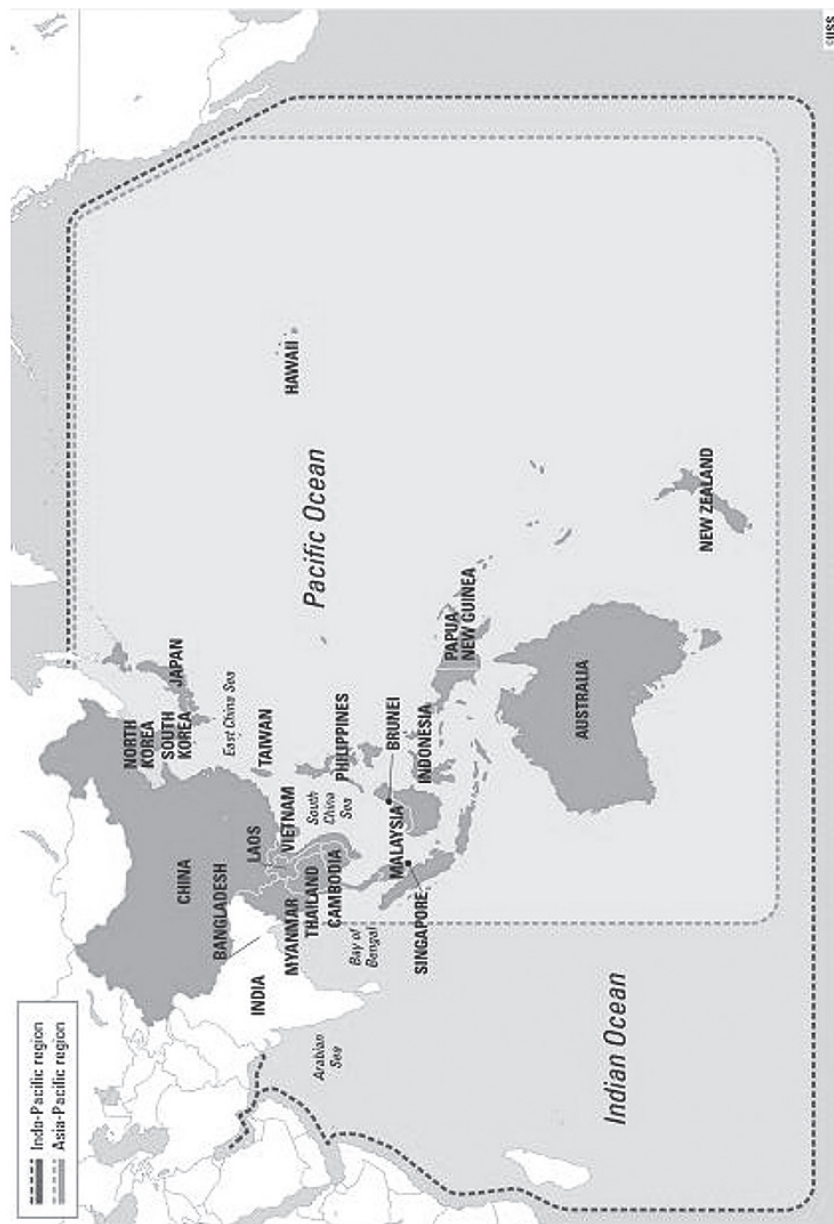 Indo-Pacific region
Asia-Pacific region
CHINA
NORTH
KOREA
SOUTH
KOREA
JAPAN
East China Sea
TAIWAN
BANGLADESH
LAOS
VIETNAM
INDIA
MYANMAR
THAILAND
CAMBODIA
South
China
Sea
PHILIPPINES
Pacific Ocean
HAWAII
Arabian
Sea
Bay of
Bengal
MALAYSIA
BRUNEI
SINGAPORE
INDONESIA
PAPUA
NEW GUINEA
Indian Ocean
AUSTRALIA
NEW ZEALAND
©IISS